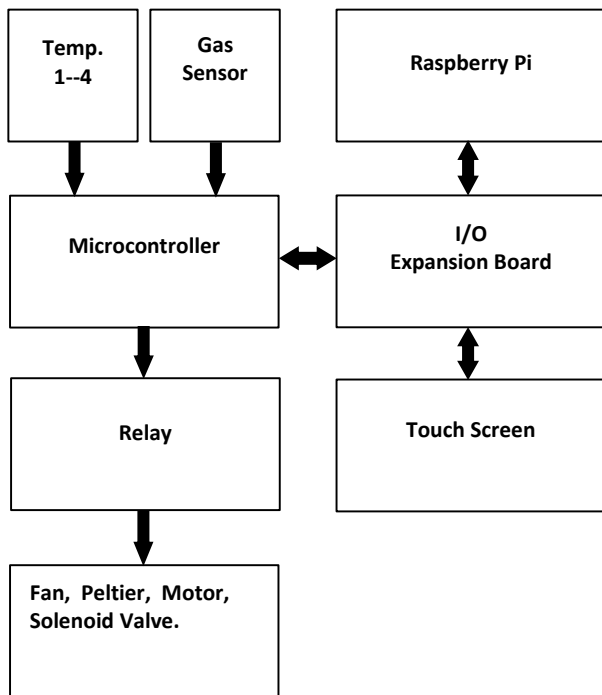 Temp.
1--4
Gas
Sensor
Raspberry Pi
Microcontroller
I/O
Expansion Board
Relay
Touch Screen
Fan, Peltier, Motor,
Solenoid Valve.